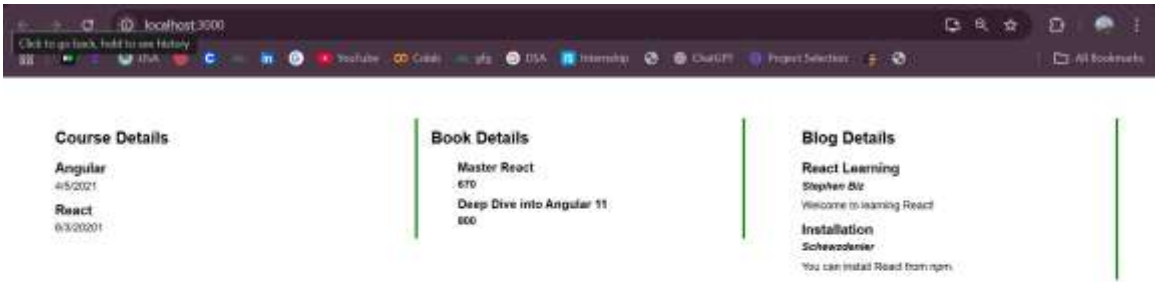 localhost:3000
Click to go back, hold to see history
DSA
YouTube
Colab
gfg
DSA
Internship
ChatGPT
Project Selection
All Bookmarks
Course Details
Angular
4/5/2021
React
6/3/20201
Book Details
Master React
670
Deep Dive into Angular 11
800
Blog Details
React Learning
Stephen Biz
Welcome to learning React!
Installation
Schewzdenier
You can install React from npm.